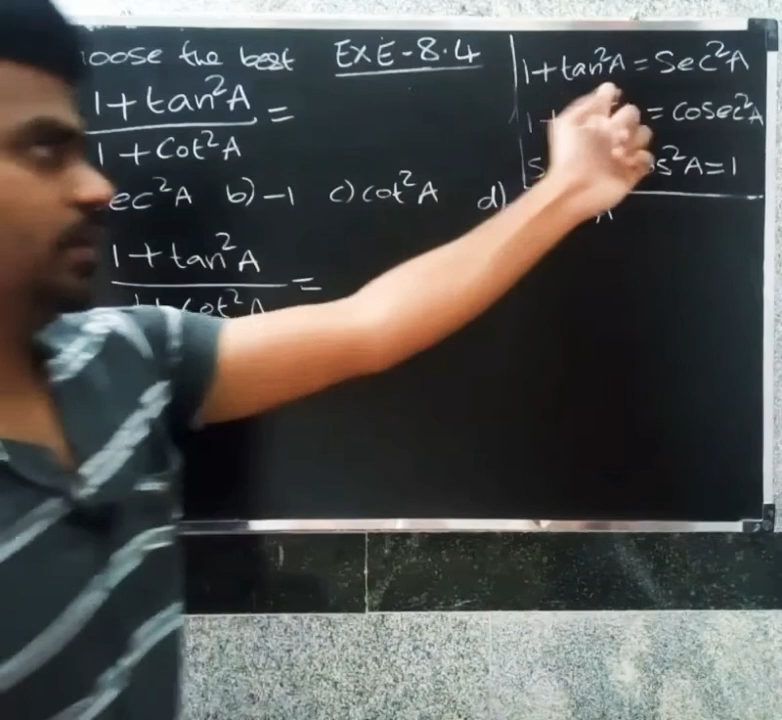 oose the best EXE-8.4
1+tan²A / 1+Cot²A =
ec²A b)-1 c)cot²A d)
1+tan²A / =
1+tan²A = Sec²A
1+ = cosec²A
S s²A=1